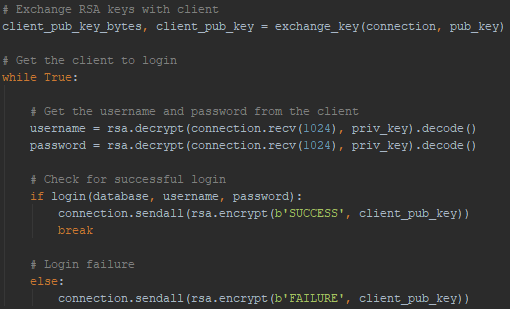 # Exchange RSA keys with client
client_pub_key_bytes, client_pub_key = exchange_key(connection, pub_key)
# Get the client to login
while True:
# Get the username and password from the client
username = rsa.decrypt(connection.recv(1024), priv_key).decode()
password = rsa.decrypt(connection.recv(1024), priv_key).decode()
# Check for successful login
if login(database, username, password):
connection.sendall(rsa.encrypt(b'SUCCESS', client_pub_key))
break
# Login failure
else:
connection.sendall(rsa.encrypt(b'FAILURE', client_pub_key))